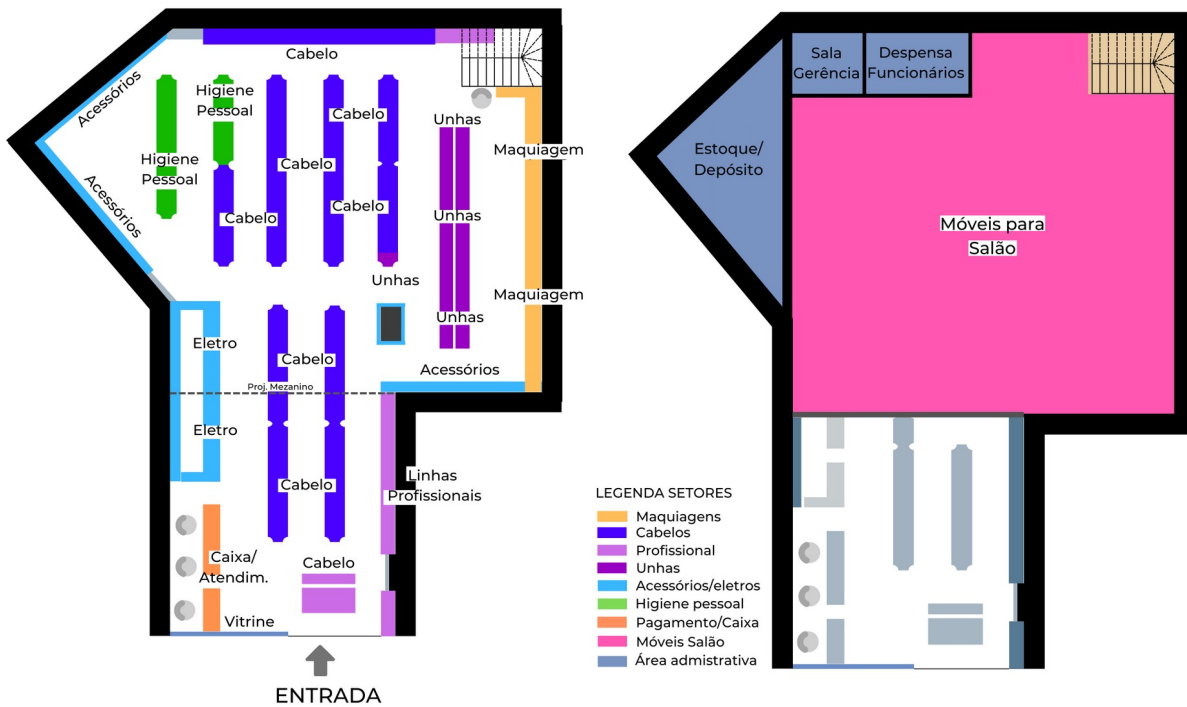 Cabelo
Acessórios
Higiene
Pessoal
Cabelo
Unhas
Higiene
Pessoal
Cabelo
Maquiagem
Acessórios
Cabelo
Cabelo
Unhas
Unhas
Maquiagem
Unhas
Eletro
Cabelo
Acessórios
Proj. Mezanino
Eletro
Cabelo
Linhas
Profissionais
Caixa/
Atendim.
Cabelo
Vitrine
ENTRADA
Sala
Gerência
Despensa
Funcionários
Estoque/
Depósito
Móveis para
Salão
LEGENDA SETORES
Maquiagens
Cabelos
Profissional
Unhas
Acessórios/eletros
Higiene pessoal
Pagamento/Caixa
Móveis Salão
Área admistrativa